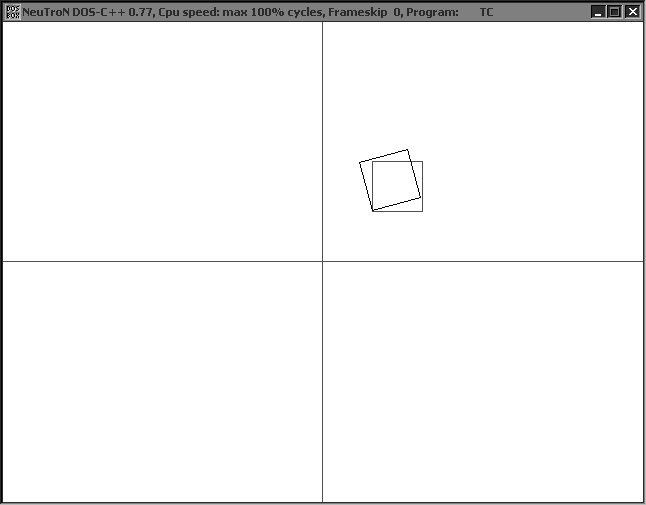 DOS BOX
NeuTroN DOS-C++ 0.77, Cpu speed: max 100% cycles, Frameskip 0, Program: TC